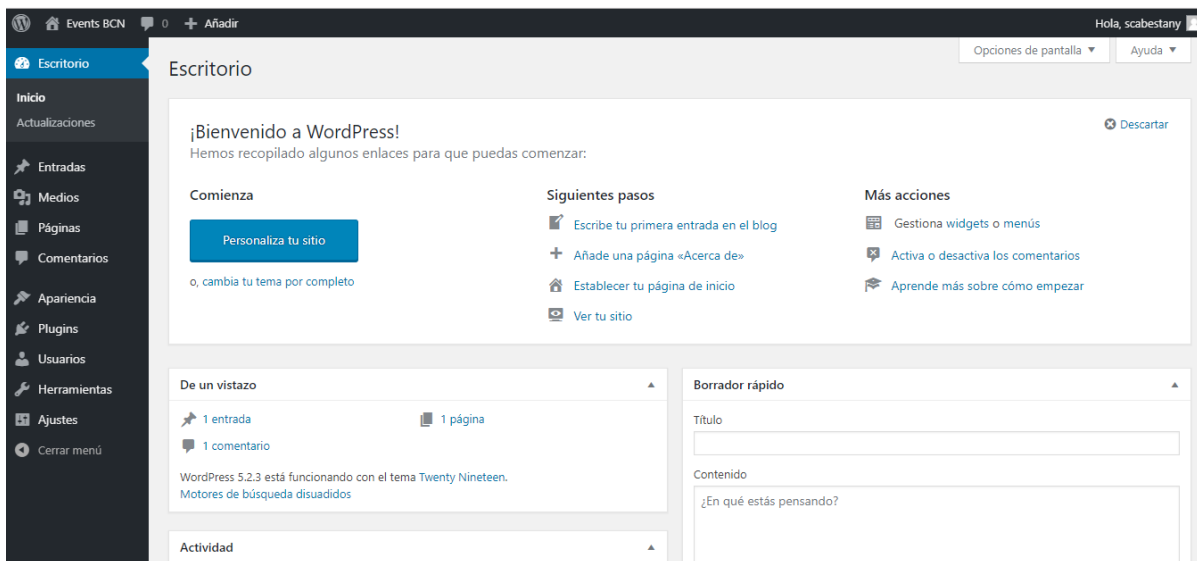 Events BCN 0 Añadir Hola, scabestany
Opciones de pantalla Ayuda
Escritorio
Inicio
Actualizaciones
Entradas
Medios
Páginas
Comentarios
Apariencia
Plugins
Usuarios
Herramientas
Ajustes
Cerrar menú
Escritorio
¡Bienvenido a WordPress!
Descartar
Hemos recopilado algunos enlaces para que puedas comenzar:
Comienza
Personaliza tu sitio
o, cambia tu tema por completo
Siguientes pasos
Escribe tu primera entrada en el blog
Añade una página «Acerca de»
Establecer tu página de inicio
Ver tu sitio
Más acciones
Gestiona widgets o menús
Activa o desactiva los comentarios
Aprende más sobre cómo empezar
De un vistazo
1 entrada 1 página
1 comentario
WordPress 5.2.3 está funcionando con el tema Twenty Nineteen.
Motores de búsqueda disuadidos
Actividad
Borrador rápido
Título
Contenido
¿En qué estás pensando?